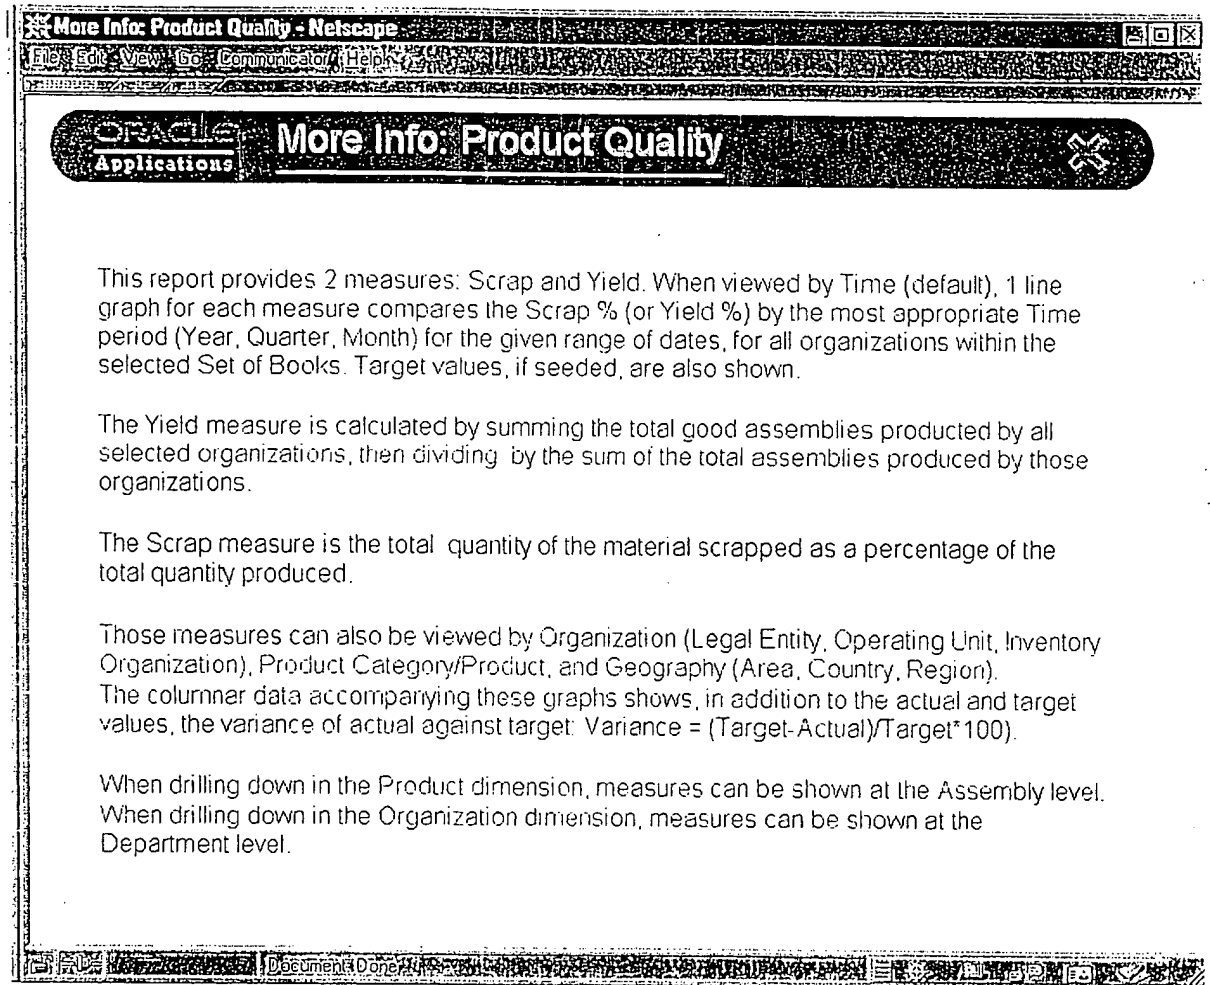 More Info: Product Quality - Netscape
File Edit View Go Communicator Help
ORACLE
Applications
More Info: Product Quality
This report provides 2 measures: Scrap and Yield. When viewed by Time (default), 1 line
graph for each measure compares the Scrap % (or Yield %) by the most appropriate Time
period (Year, Quarter, Month) for the given range of dates, for all organizations within the
selected Set of Books. Target values, if seeded, are also shown.
The Yield measure is calculated by summing the total good assemblies producted by all
selected organizations, then dividing by the sum of the total assemblies produced by those
organizations.
The Scrap measure is the total quantity of the material scrapped as a percentage of the
total quantity produced.
Those measures can also be viewed by Organization (Legal Entity, Operating Unit, Inventory
Organization), Product Category/Product, and Geography (Area, Country, Region).
The columnar data accompanying these graphs shows, in addition to the actual and target
values, the variance of actual against target: Variance = (Target-Actual)/Target*100).
When drilling down in the Product dimension, measures can be shown at the Assembly level.
When drilling down in the Organization dimension, measures can be shown at the
Department level.
Document: Done